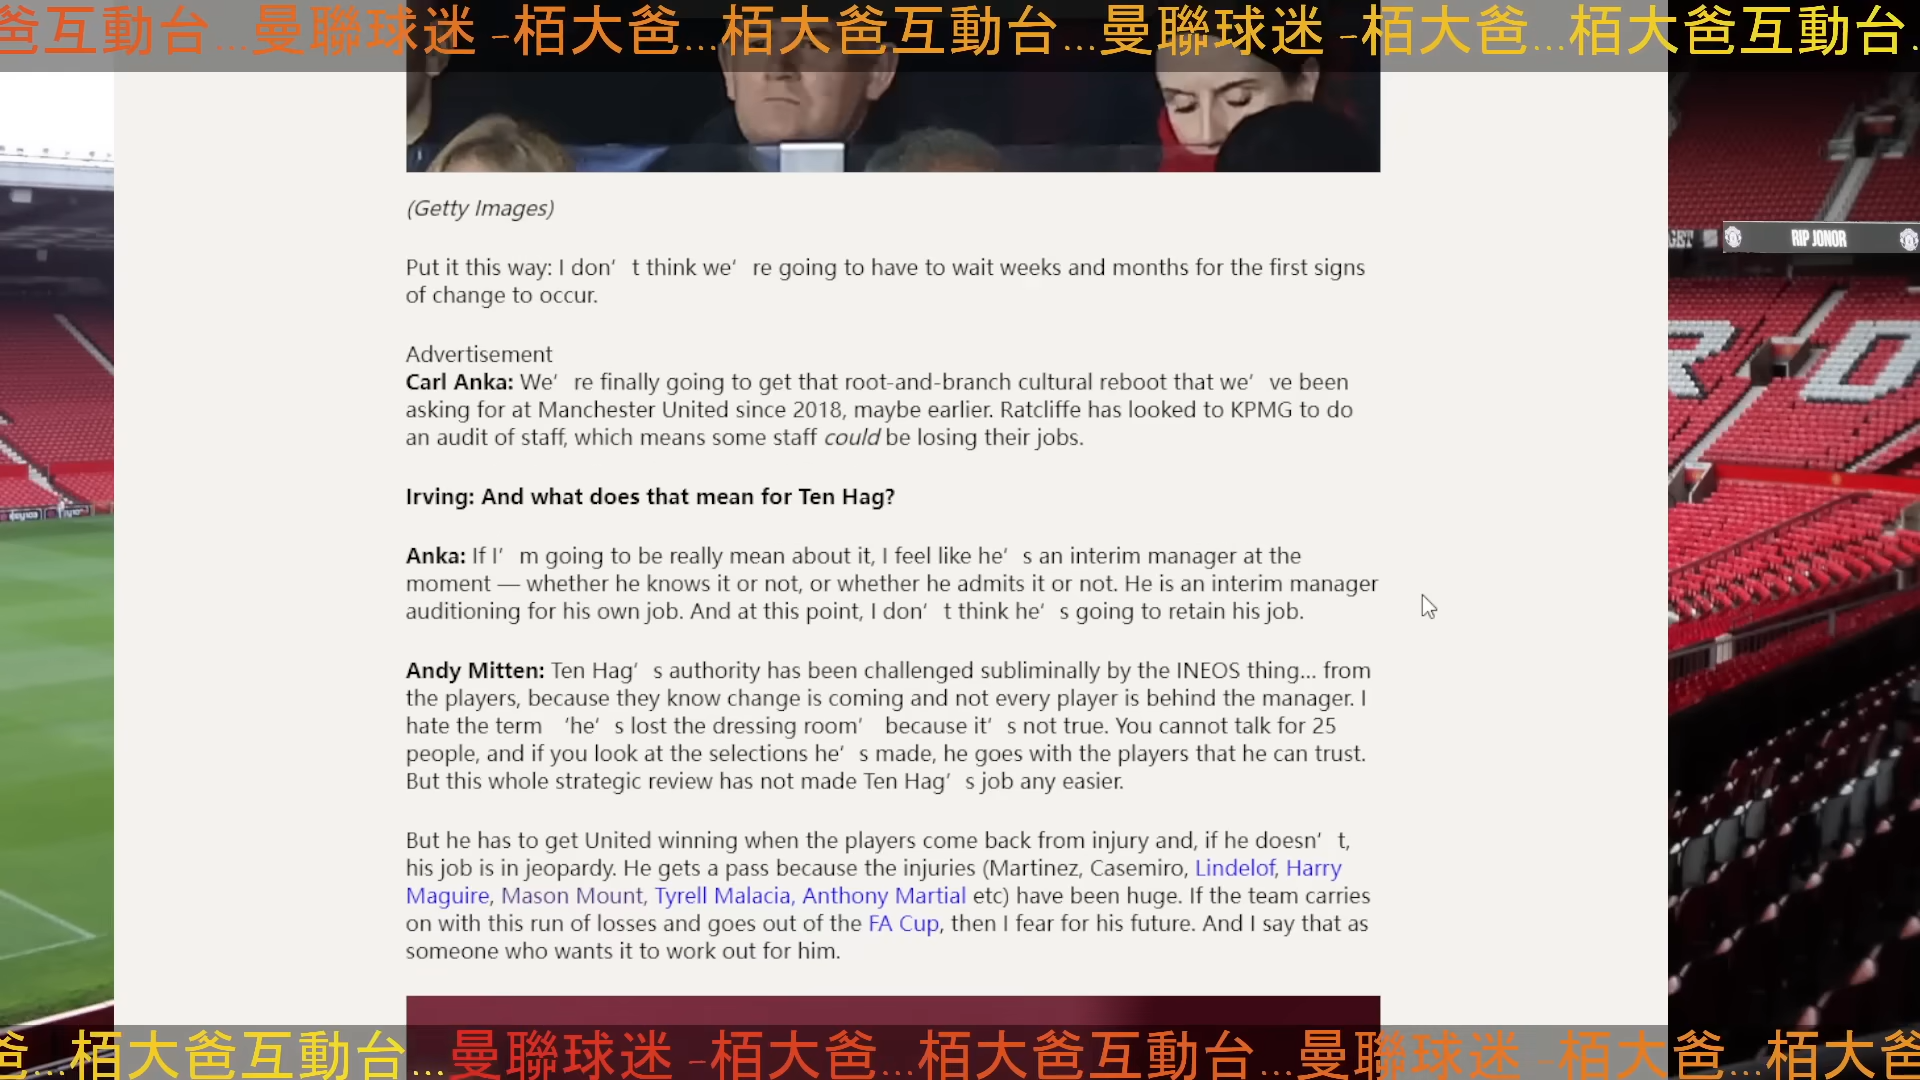 爸互動台...曼聯球迷 -栢大爸...栢大爸互動台...曼聯球迷 -栢大爸...栢大爸互動台.
RIP JONOR
(Getty Images)
Put it this way: I don’t think we’re going to have to wait weeks and months for the first signs
of change to occur.
Advertisement
Carl Anka: We’re finally going to get that root-and-branch cultural reboot that we’ve been
asking for at Manchester United since 2018, maybe earlier. Ratcliffe has looked to KPMG to do
an audit of staff, which means some staff could be losing their jobs.
Irving: And what does that mean for Ten Hag?
Anka: If I’m going to be really mean about it, I feel like he’s an interim manager at the
moment — whether he knows it or not, or whether he admits it or not. He is an interim manager
auditioning for his own job. And at this point, I don’t think he’s going to retain his job.
Andy Mitten: Ten Hag’s authority has been challenged subliminally by the INEOS thing... from
the players, because they know change is coming and not every player is behind the manager. I
hate the term ‘he’s lost the dressing room’ because it’s not true. You cannot talk for 25
people, and if you look at the selections he’s made, he goes with the players that he can trust.
But this whole strategic review has not made Ten Hag’s job any easier.
But he has to get United winning when the players come back from injury and, if he doesn’t,
his job is in jeopardy. He gets a pass because the injuries (Martinez, Casemiro, Lindelof, Harry
Maguire, Mason Mount, Tyrell Malacia, Anthony Martial etc) have been huge. If the team carries
on with this run of losses and goes out of the FA Cup, then I fear for his future. And I say that as
someone who wants it to work out for him.
爸...栢大爸互動台...曼聯球迷 -栢大爸...栢大爸互動台...曼聯球迷 -栢大爸...栢大爸